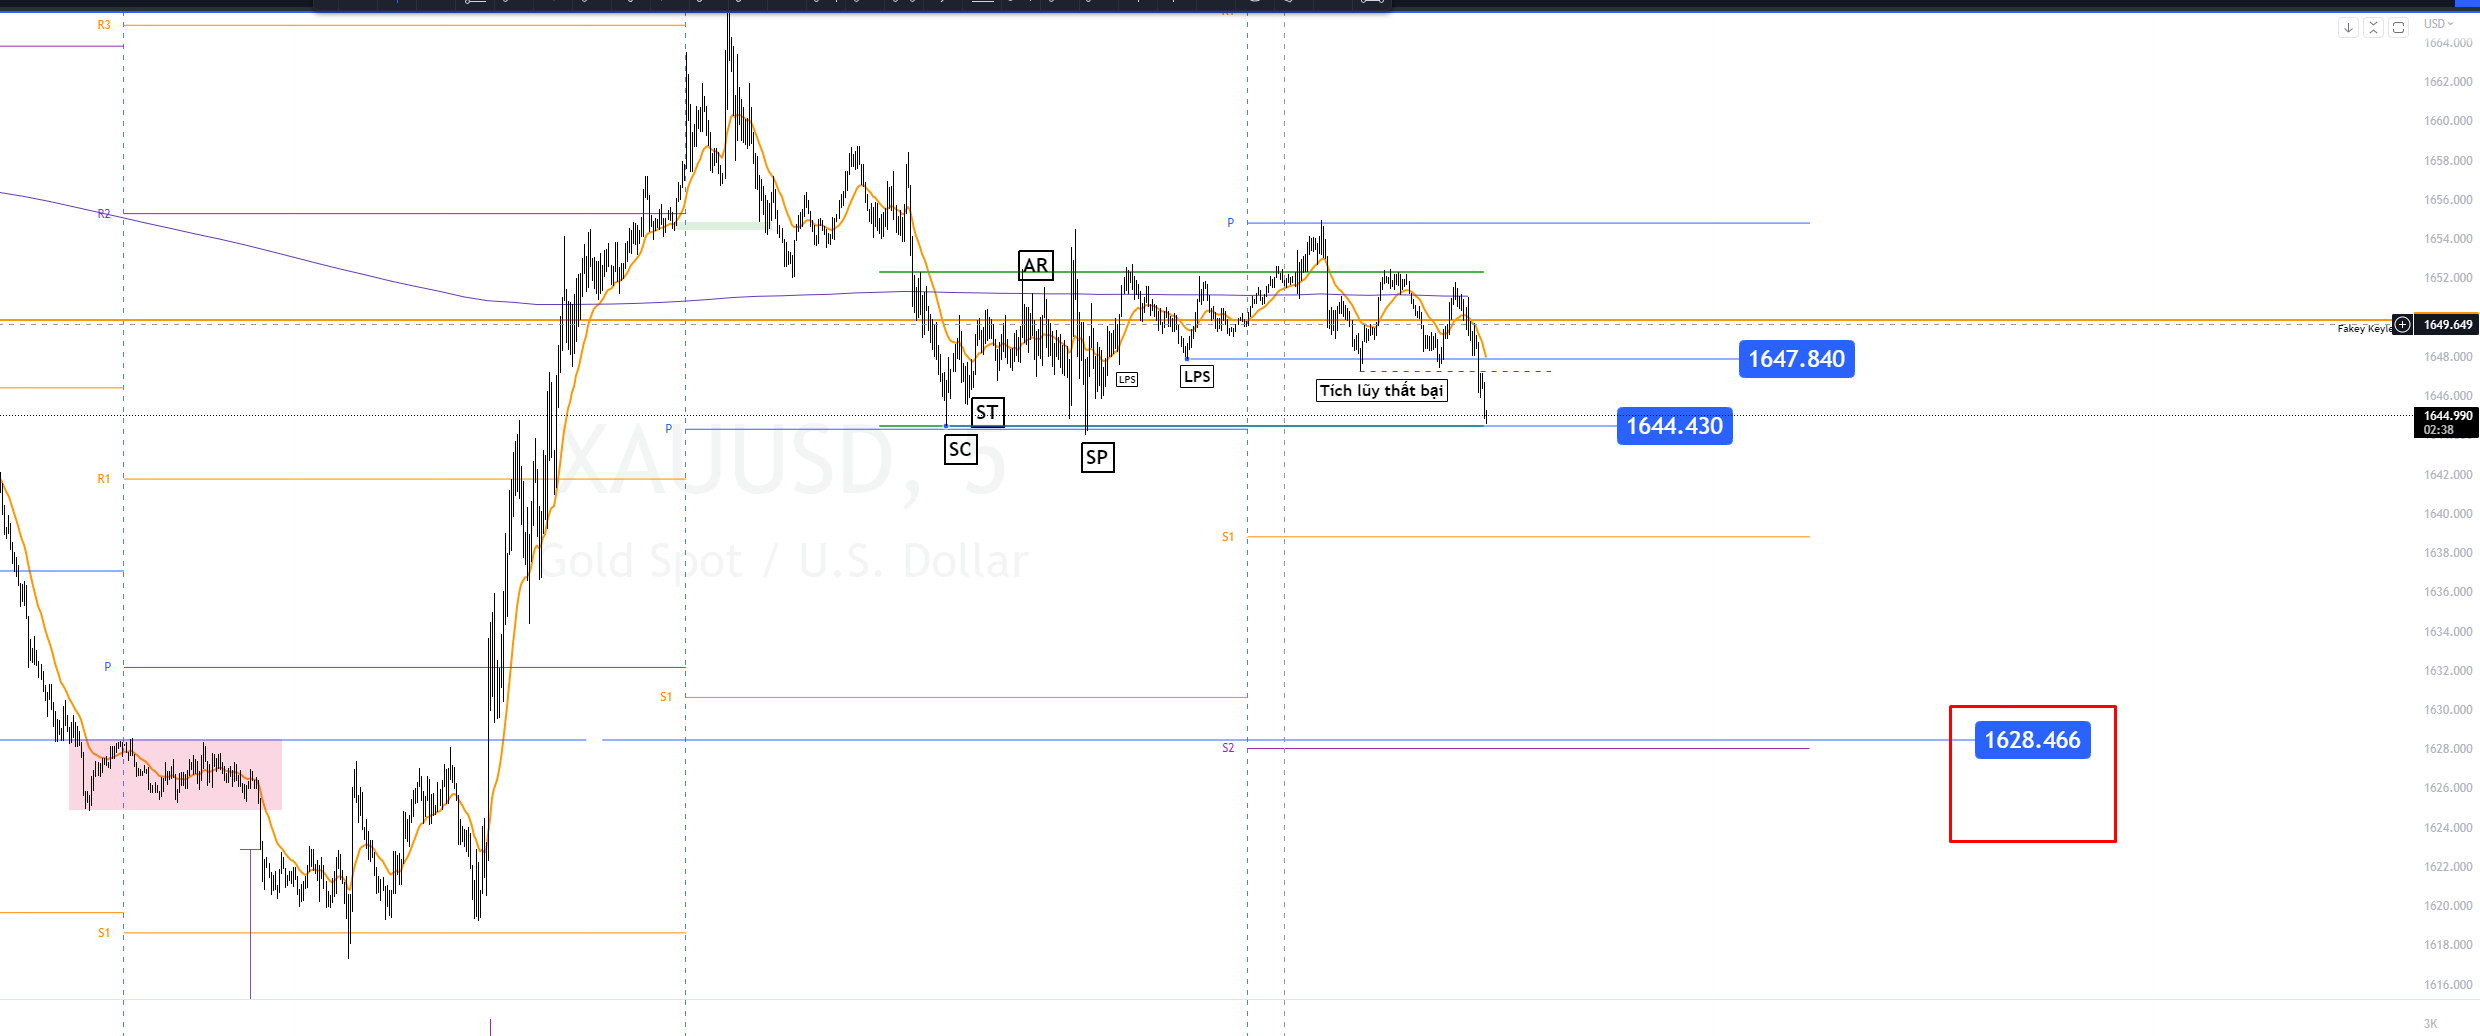 R3
R2
R1
P
S1
P
S1
P
S1
S2
AR
ST
SC
SP
LPS
LPS
Tích lũy thất bại
XAUUSD, 5
Gold Spot / U.S. Dollar
1647.840
1644.430
1628.466
USD
1664.000
1662.000
1660.000
1658.000
1656.000
1654.000
1652.000
1649.649
1648.000
1646.000
1644.990
02:38
1642.000
1640.000
1638.000
1636.000
1634.000
1632.000
1630.000
1628.000
1626.000
1624.000
1622.000
1620.000
1618.000
1616.000
3K
Fakey Keyle